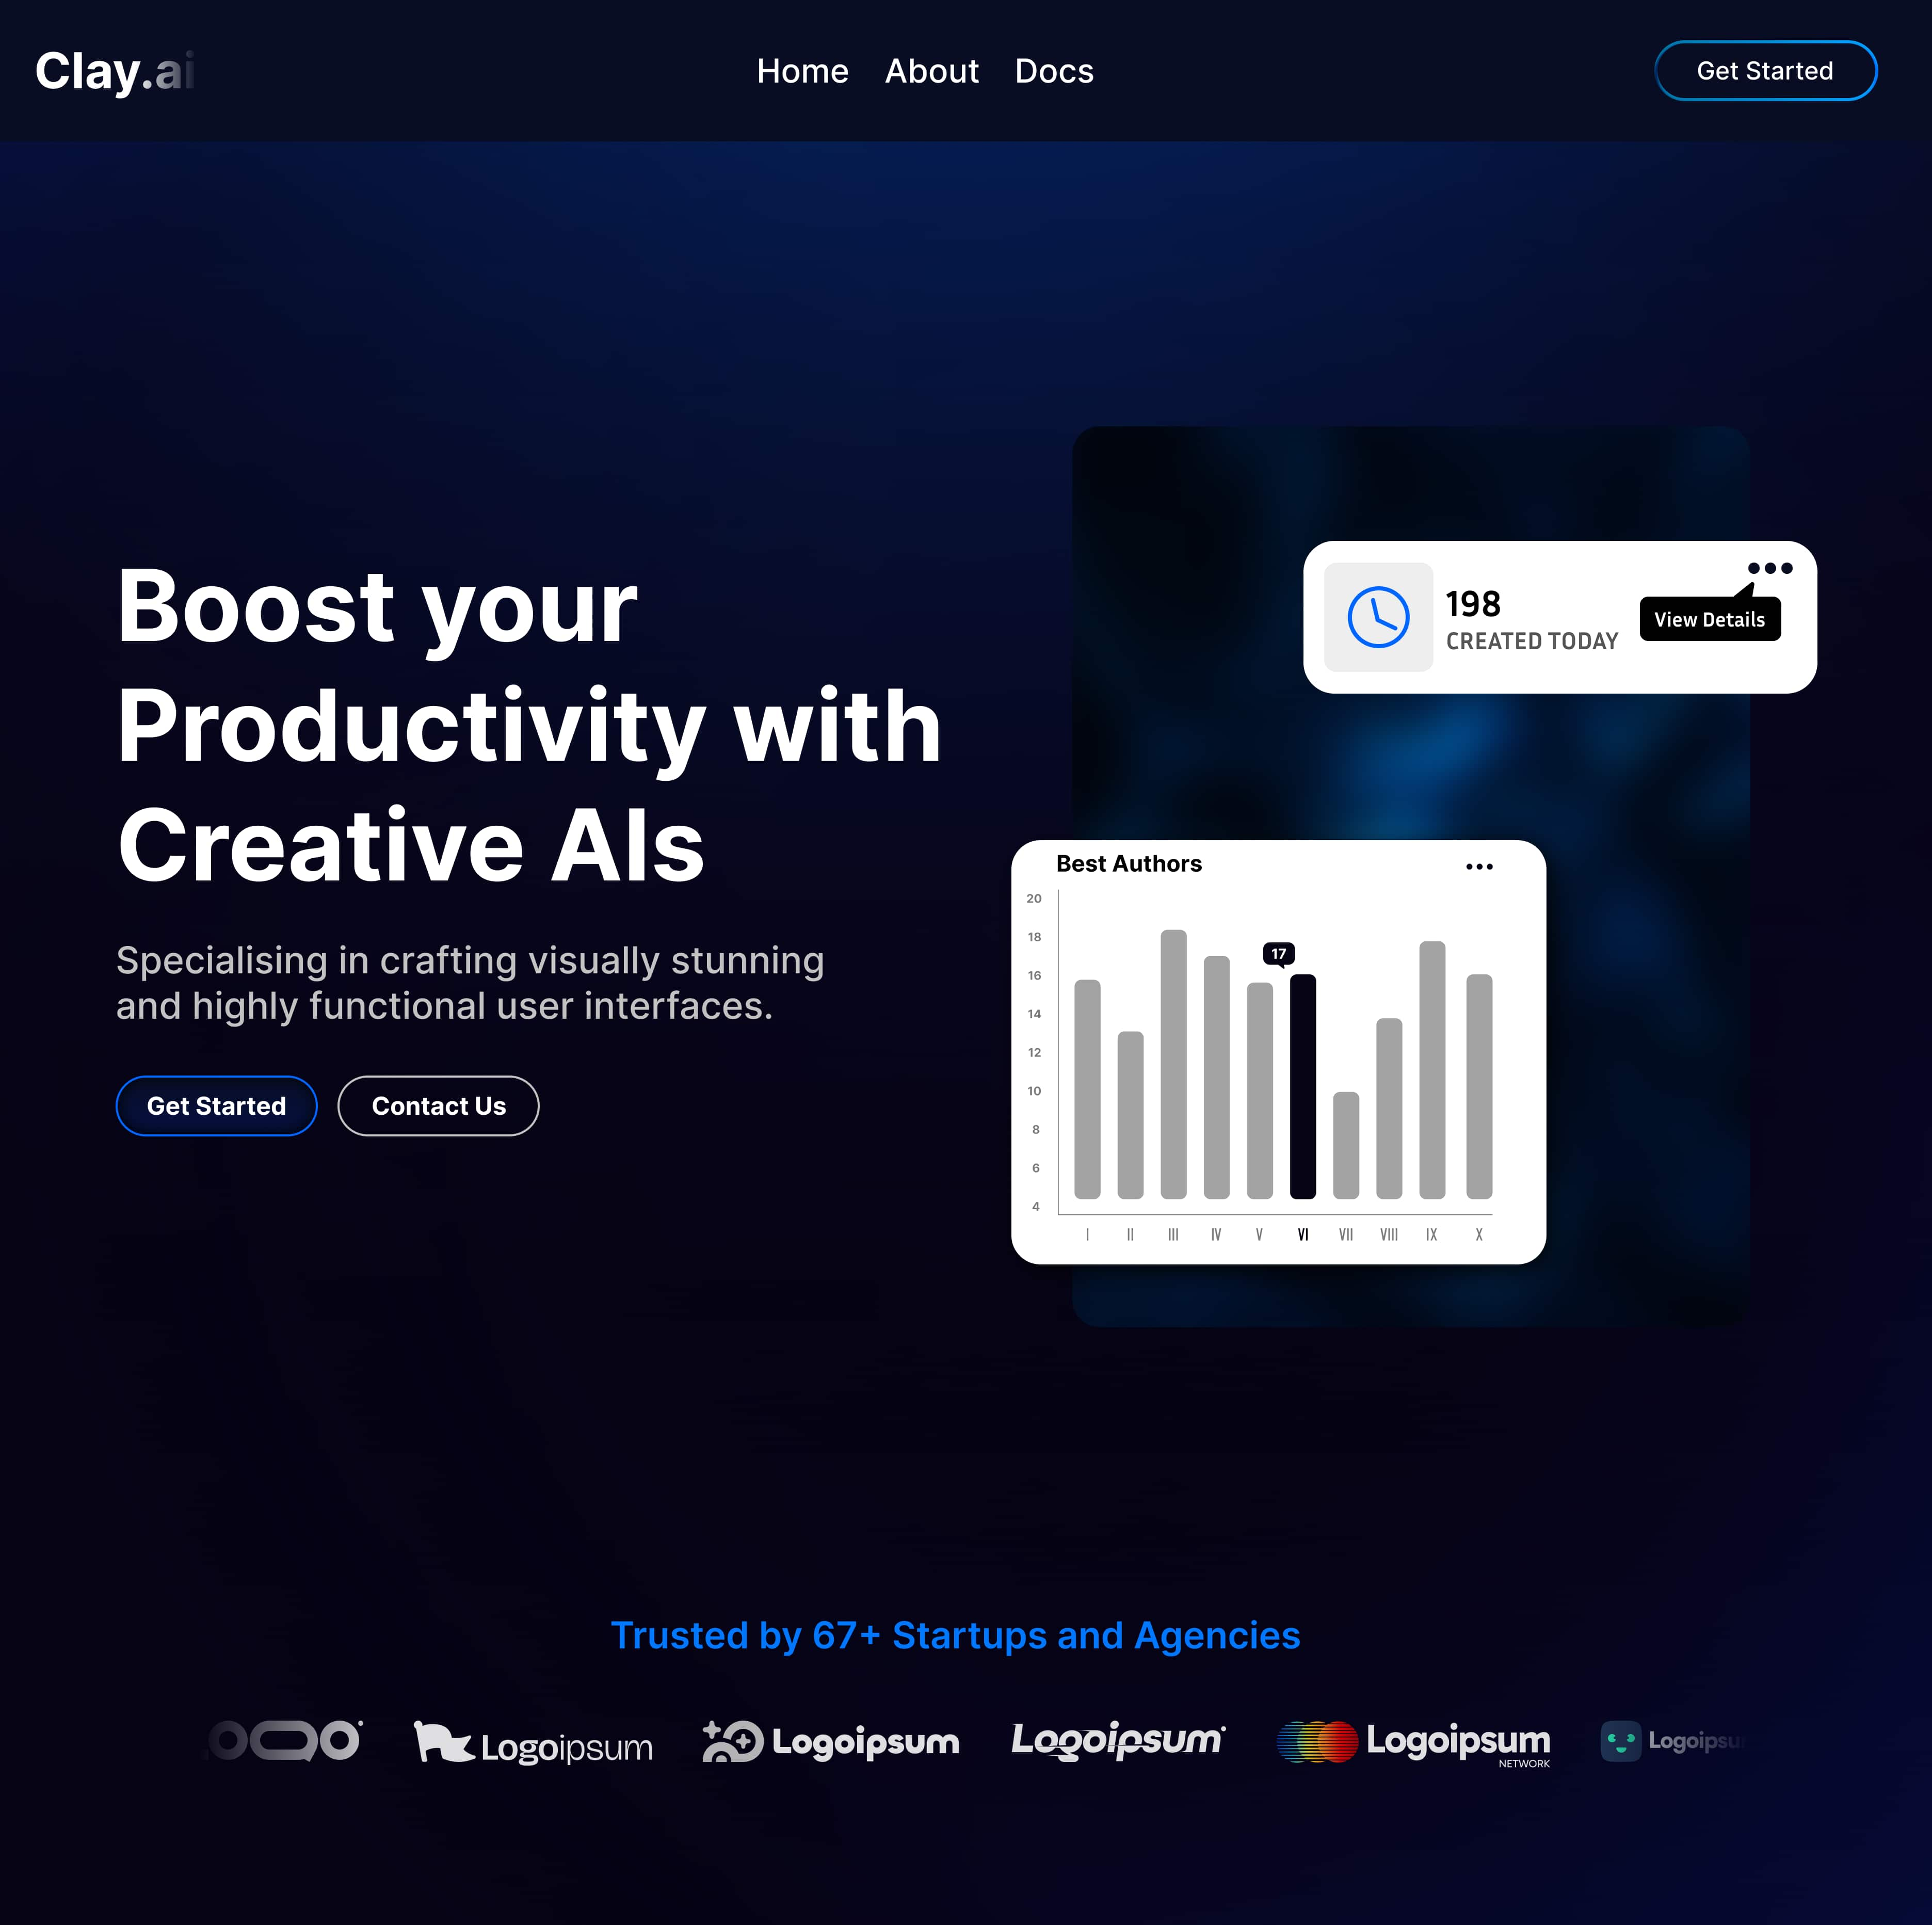 Clay.ai
Home About Docs
Get Started
Boost your
Productivity with
Creative AIs
Specialising in crafting visually stunning
and highly functional user interfaces.
Get Started
Contact Us
198
CREATED TODAY
View Details
Best Authors
20
18
16
14
12
10
8
6
4
17
I II III IV V VI VII VIII IX X
Trusted by 67+ Startups and Agencies
Logoipsum
Logoipsum
Logoipsum
Logoipsum
NETWORK
Logoipsu